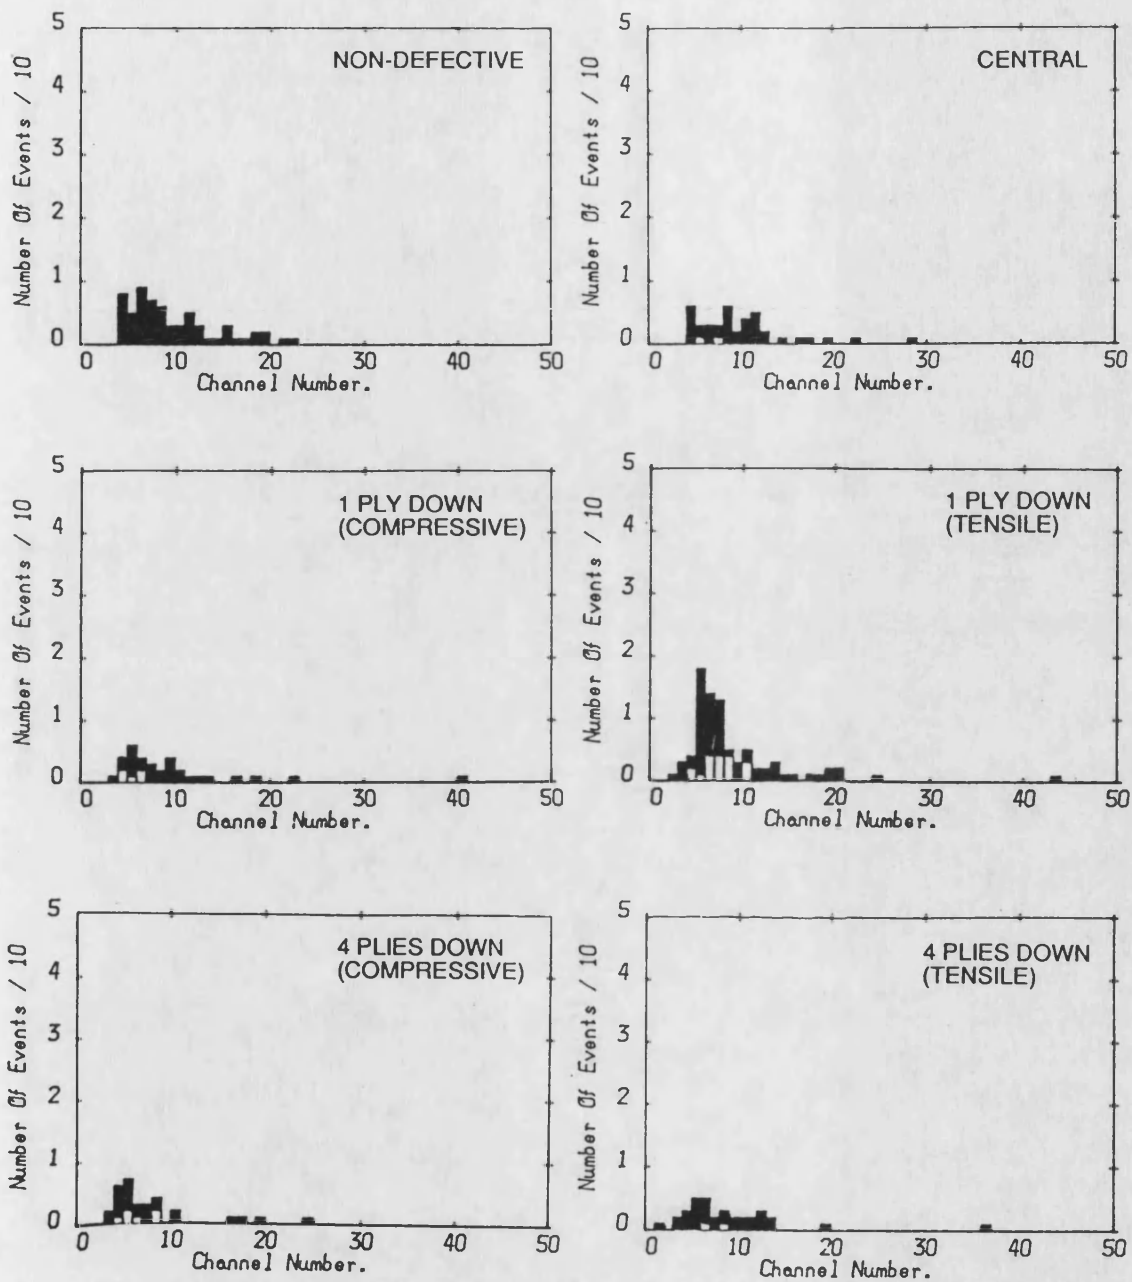 NON-DEFECTIVE
Number Of Events / 10
5
4
3
2
1
0
0 10 20 30 40 50
Channel Number.
CENTRAL
Number Of Events / 10
5
4
3
2
1
0
0 10 20 30 40 50
Channel Number.
1 PLY DOWN
(COMPRESSIVE)
Number Of Events / 10
5
4
3
2
1
0
0 10 20 30 40 50
Channel Number.
1 PLY DOWN
(TENSILE)
Number Of Events / 10
5
4
3
2
1
0
0 10 20 30 40 50
Channel Number.
4 PLIES DOWN
(COMPRESSIVE)
Number Of Events / 10
5
4
3
2
1
0
0 10 20 30 40 50
Channel Number.
4 PLIES DOWN
(TENSILE)
Number Of Events / 10
5
4
3
2
1
0
0 10 20 30 40 50
Channel Number.